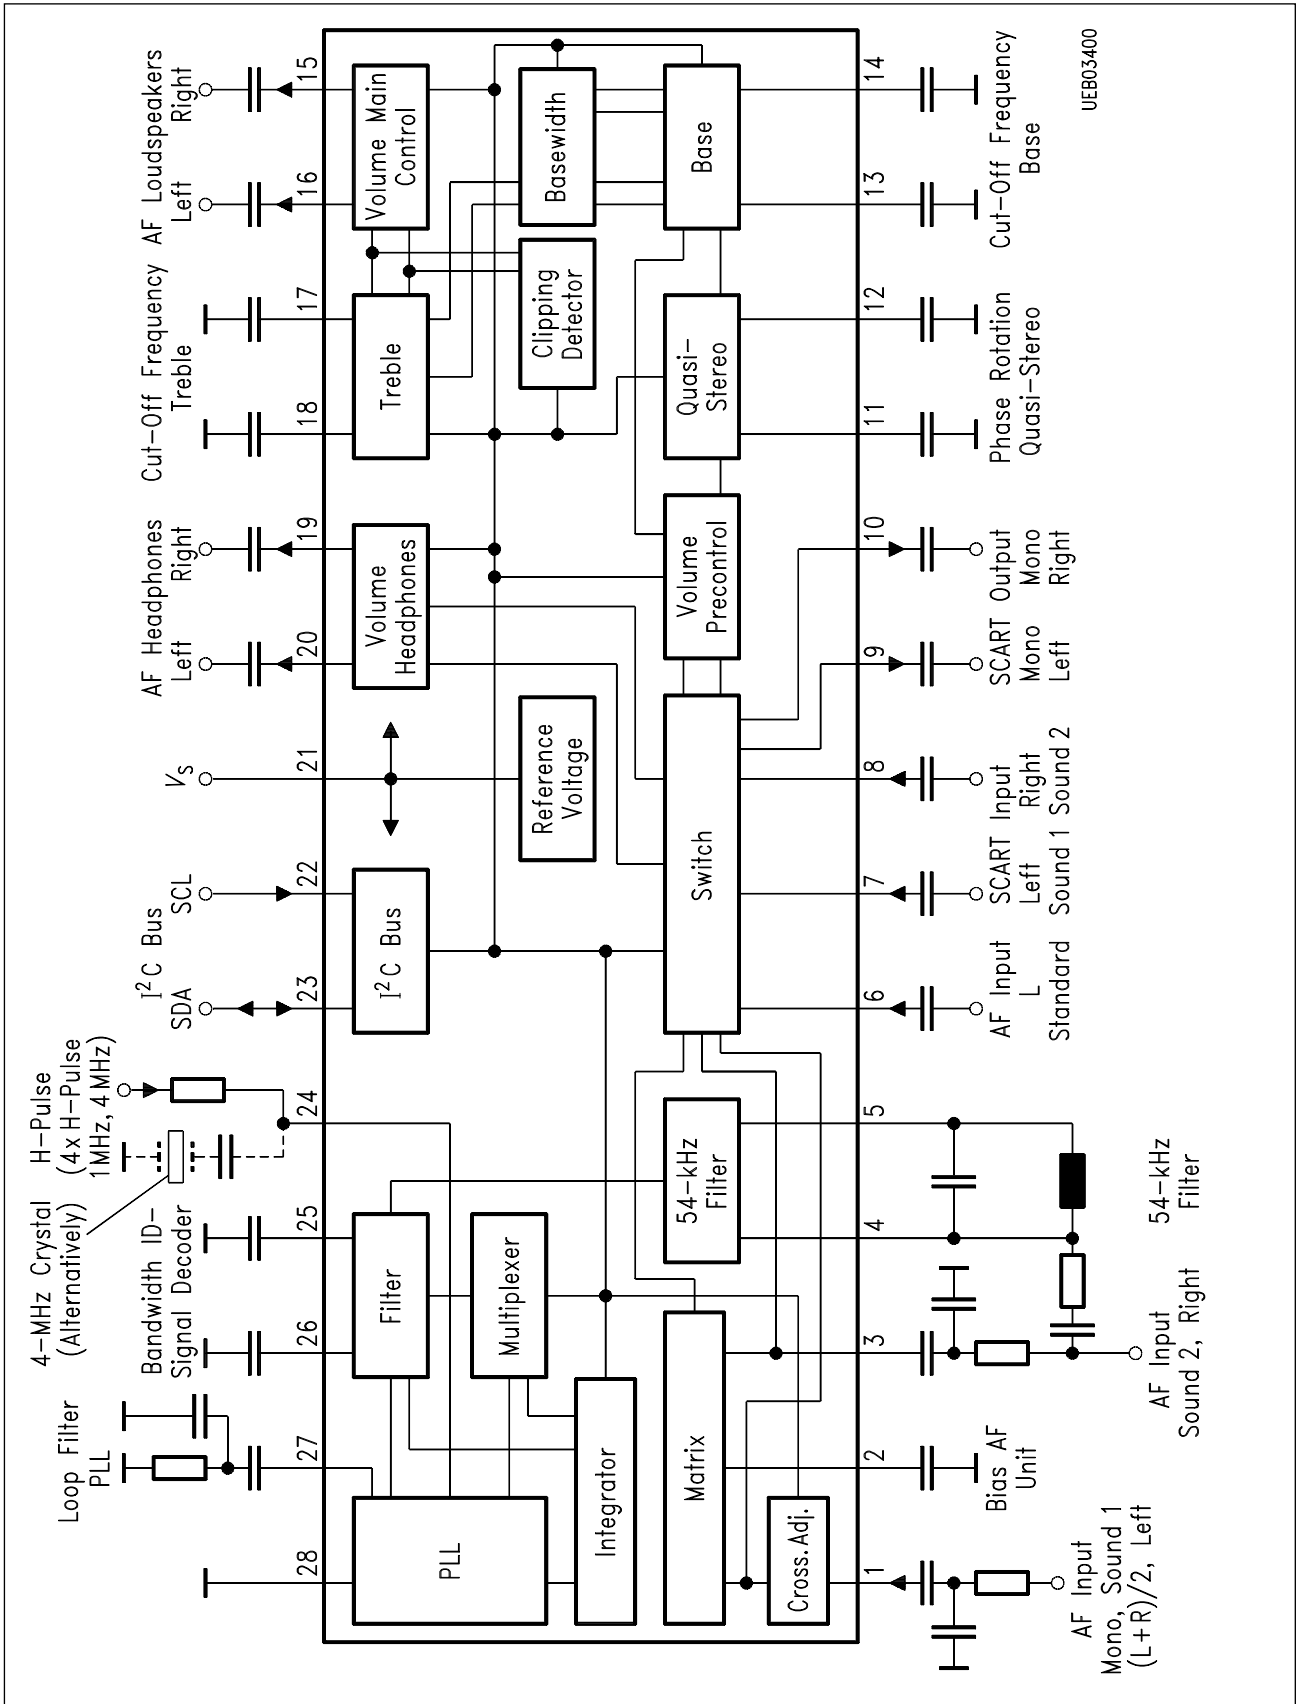 4-MHz Crystal
(Alternatively)
H-Pulse
(4x H-Pulse
1MHz, 4MHz)
Loop Filter
PLL
Bandwidth ID-
Signal Decoder
I²C Bus
SDA
SCL
VS
AF Headphones
Left
Right
Cut-Off Frequency
Treble
AF Loudspeakers
Left
Right
28
27
26
25
24
23
22
21
20
19
18
17
16
15
PLL
Filter
Multiplexer
Integrator
I²C Bus
Reference
Voltage
Volume
Headphones
Treble
Clipping
Detector
Volume Main
Control
Basewidth
Matrix
Cross.Adj.
54-kHz
Filter
Switch
Volume
Precontrol
Quasi-
Stereo
Base
1
2
3
4
5
6
7
8
9
10
11
12
13
14
AF Input
Mono, Sound 1
(L+R)/2, Left
Bias AF
Unit
AF Input
Sound 2, Right
54-kHz
Filter
AF Input
L
Standard
SCART Input
Left Right
Sound 1 Sound 2
SCART Output
Mono Mono
Left Right
Phase Rotation
Quasi-Stereo
Cut-Off Frequency
Base
UEB03400